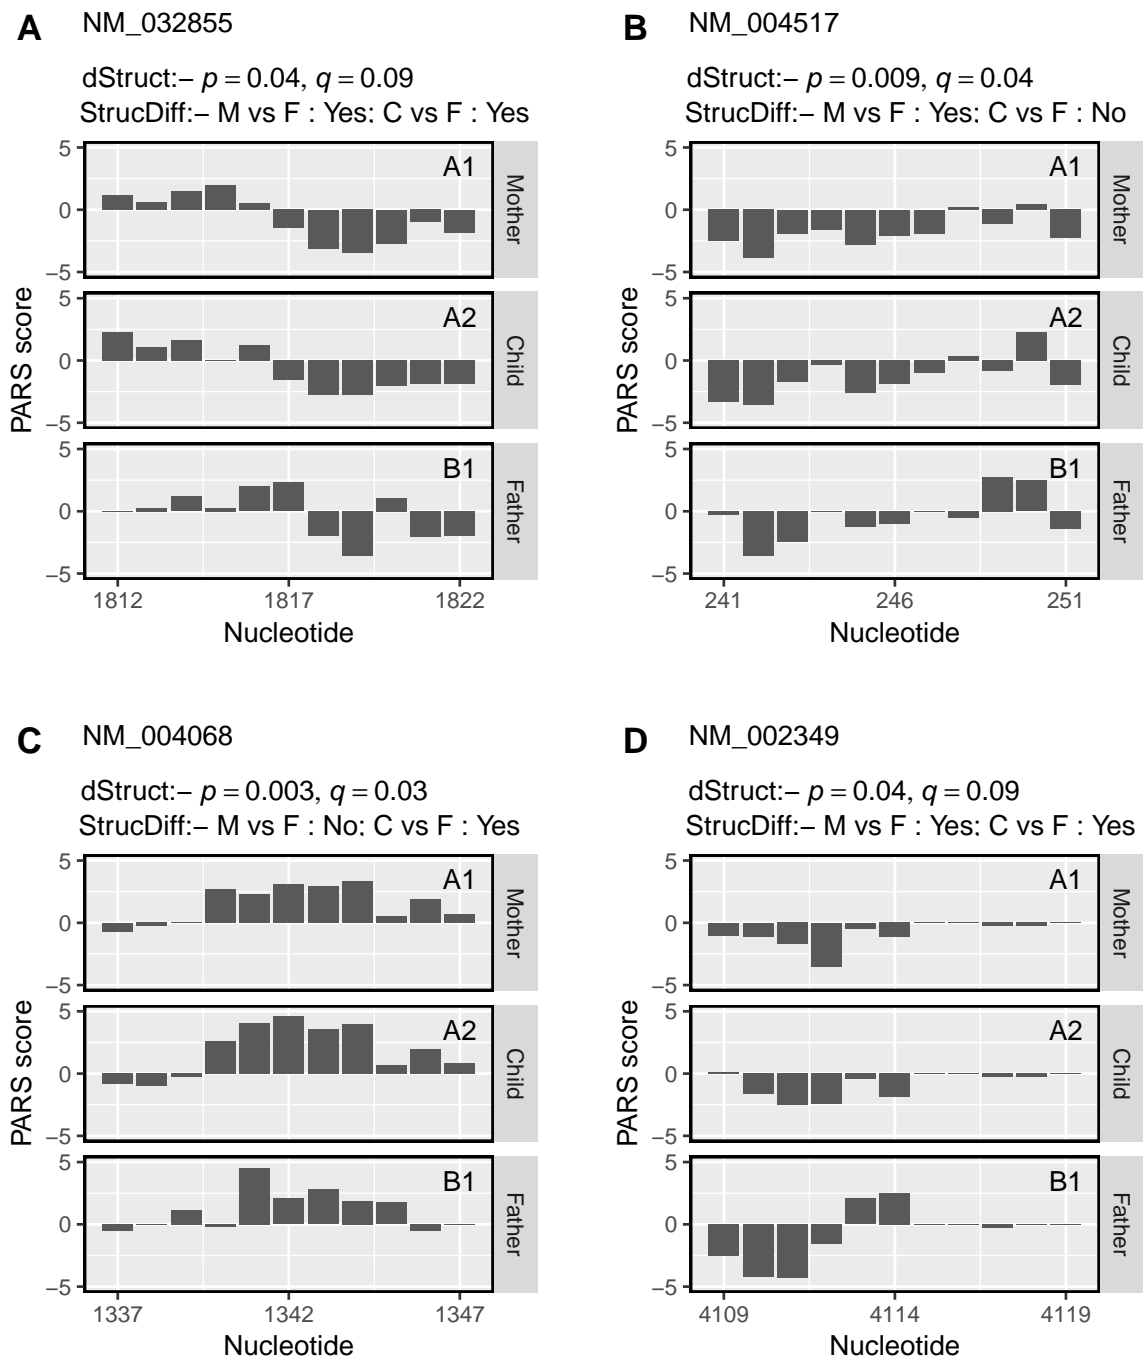 A NM_032855
dStruct:− p = 0.04, q = 0.09
StrucDiff:− M vs F : Yes; C vs F : Yes
5
0
−5
A1
Mother
5
0
−5
A2
Child
5
0
−5
B1
Father
PARS score
1812 1817 1822
Nucleotide
B NM_004517
dStruct:− p = 0.009, q = 0.04
StrucDiff:− M vs F : Yes; C vs F : No
5
0
−5
A1
Mother
5
0
−5
A2
Child
5
0
−5
B1
Father
PARS score
241 246 251
Nucleotide
C NM_004068
dStruct:− p = 0.003, q = 0.03
StrucDiff:− M vs F : No; C vs F : Yes
5
0
−5
A1
Mother
5
0
−5
A2
Child
5
0
−5
B1
Father
PARS score
1337 1342 1347
Nucleotide
D NM_002349
dStruct:− p = 0.04, q = 0.09
StrucDiff:− M vs F : Yes; C vs F : Yes
5
0
−5
A1
Mother
5
0
−5
A2
Child
5
0
−5
B1
Father
PARS score
4109 4114 4119
Nucleotide